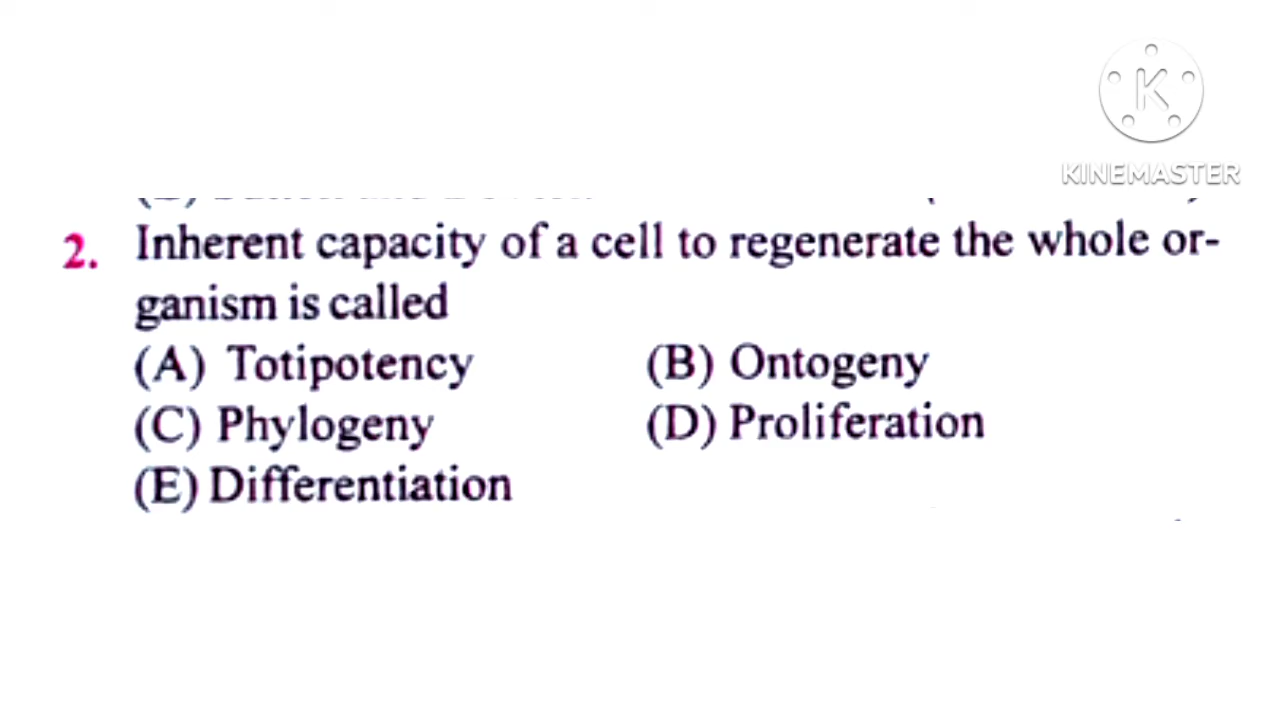 KINEMASTER
2. Inherent capacity of a cell to regenerate the whole or-
ganism is called
(A) Totipotency (B) Ontogeny
(C) Phylogeny (D) Proliferation
(E) Differentiation